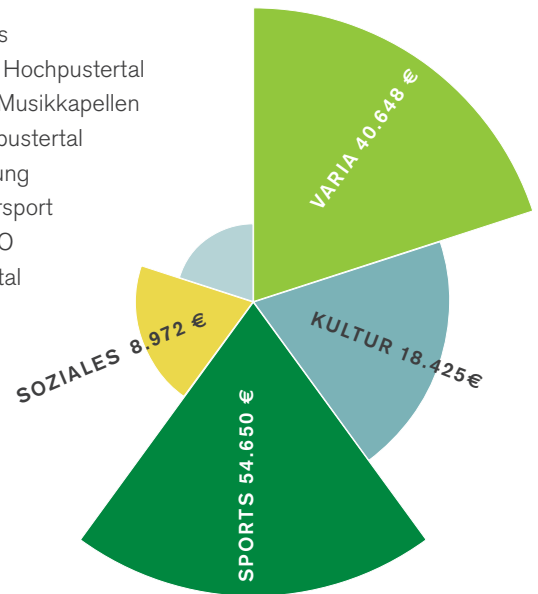 s
Hochpustertal
Musikkapellen
pustertal
ung
rsport
O
tal
VARIA 40.648 €
KULTUR 18.425€
SPORTS 54.650 €
SOZIALES 8.972 €